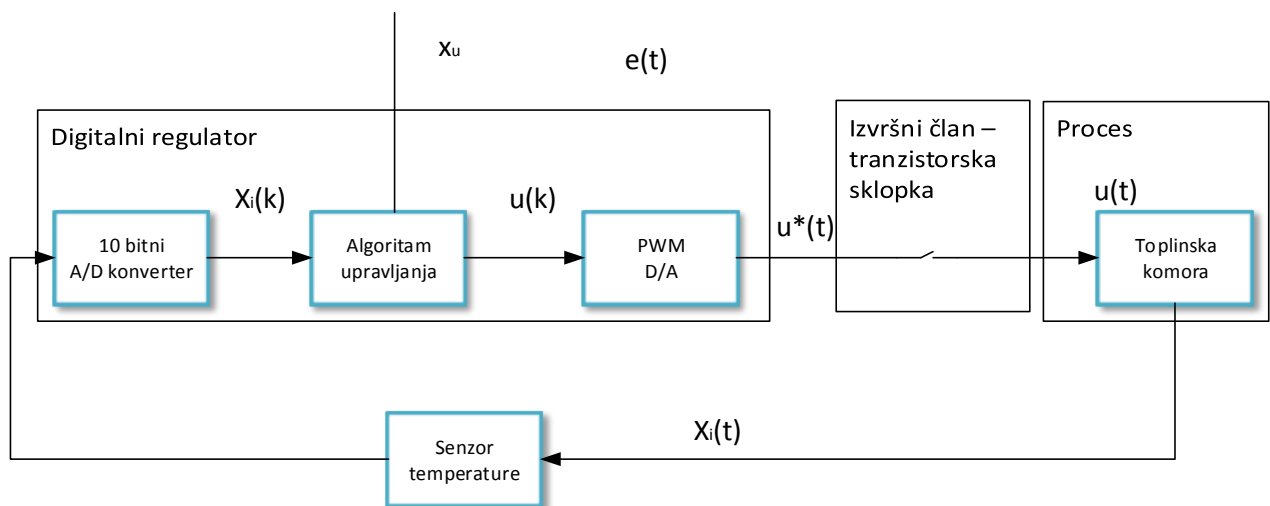 xu
e(t)
Digitalni regulator
Izvršni član –
tranzistorska
sklopka
Proces
Xi(k)
u(k)
u*(t)
u(t)
10 bitni
A/D konverter
Algoritam
upravljanja
PWM
D/A
Toplinska
komora
Xi(t)
Senzor
temperature